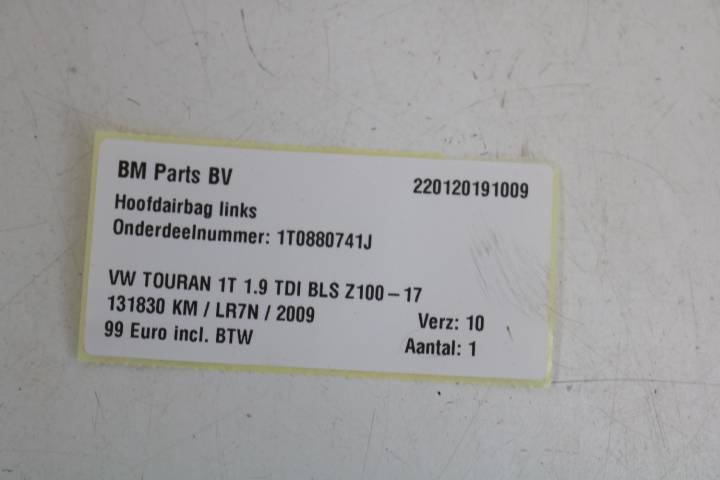 BM Parts BV 220120191009
Hoofdairbag links
Onderdeelnummer: 1T0880741J
VW TOURAN 1T 1.9 TDI BLS Z100-17
131830 KM / LR7N / 2009 Verz: 10
99 Euro incl. BTW Aantal: 1